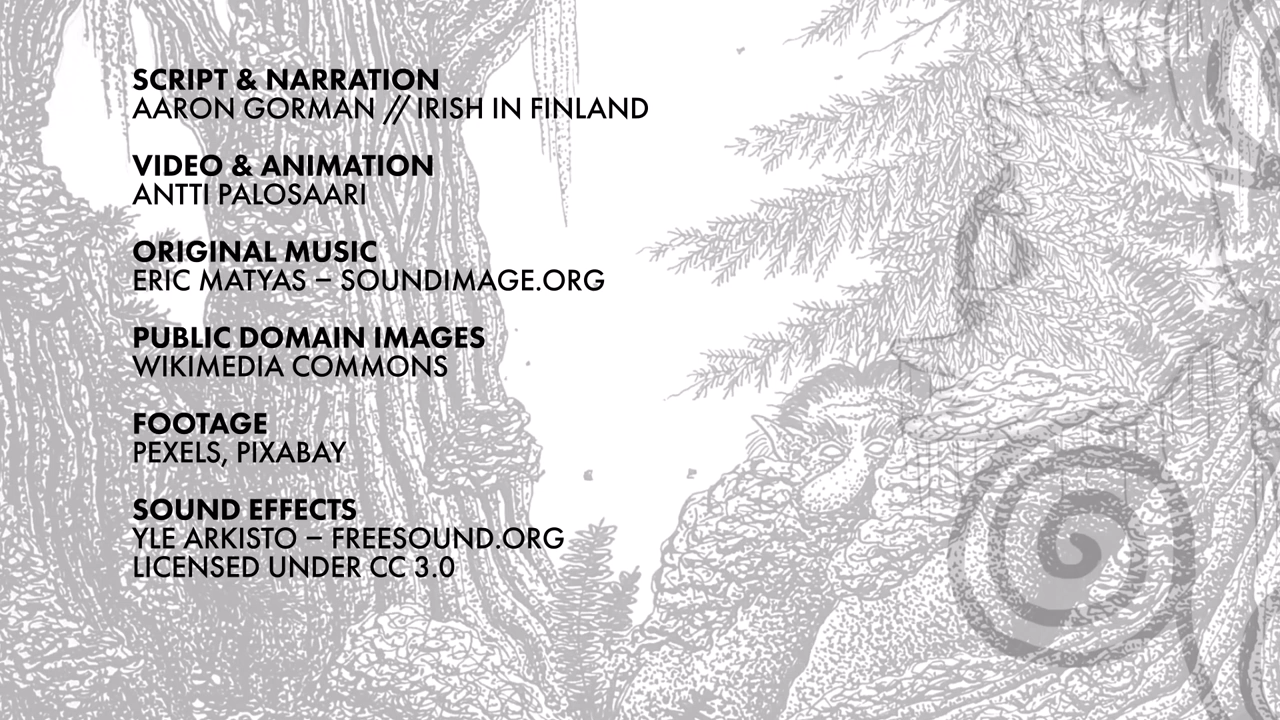 SCRIPT & NARRATION
AARON GORMAN // IRISH IN FINLAND
VIDEO & ANIMATION
ANTTI PALOSAARI
ORIGINAL MUSIC
ERIC MATYAS – SOUNDIMAGE.ORG
PUBLIC DOMAIN IMAGES
WIKIMEDIA COMMONS
FOOTAGE
PEXELS, PIXABAY
SOUND EFFECTS
YLE ARKISTO – FREESOUND.ORG
LICENSED UNDER CC 3.0